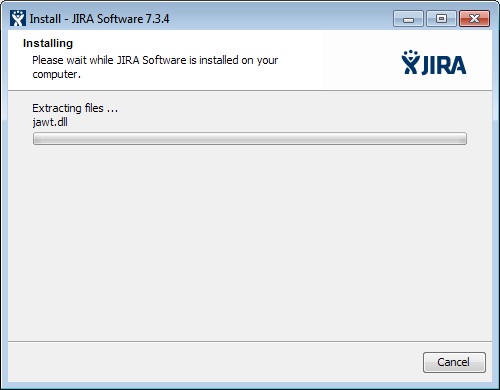 Install - JIRA Software 7.3.4
Installing
Please wait while JIRA Software is installed on your
computer.
JIRA
Extracting files ...
jawt.dll
Cancel